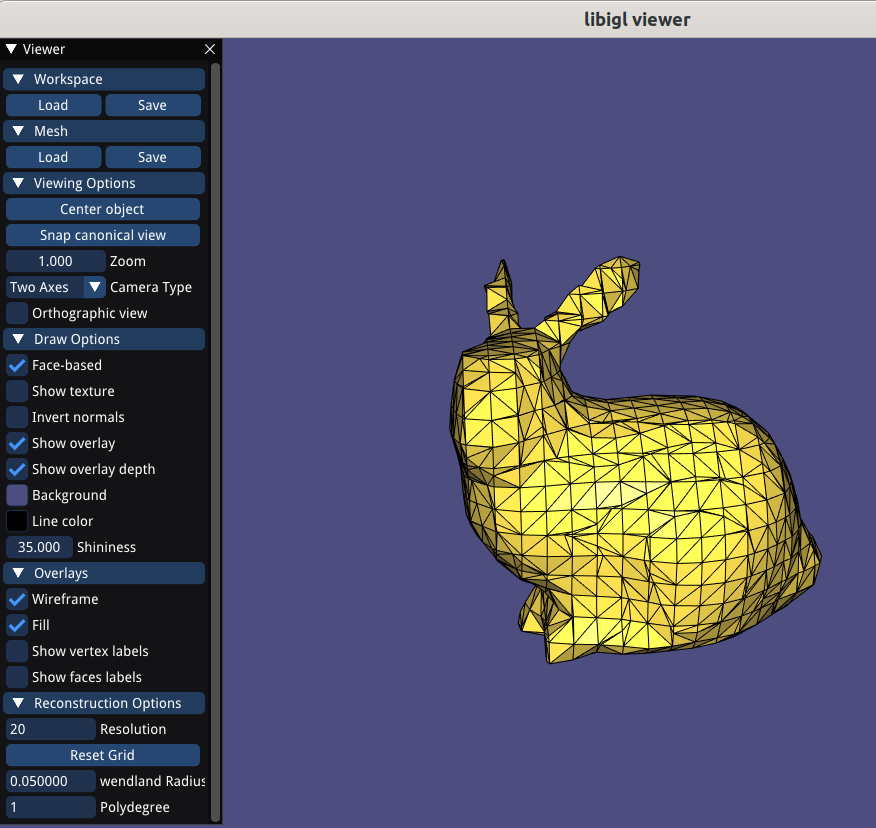 libigl viewer
Viewer
Workspace
Load Save
Mesh
Load Save
Viewing Options
Center object
Snap canonical view
1.000 Zoom
Two Axes Camera Type
Orthographic view
Draw Options
Face-based
Show texture
Invert normals
Show overlay
Show overlay depth
Background
Line color
35.000 Shininess
Overlays
Wireframe
Fill
Show vertex labels
Show faces labels
Reconstruction Options
20 Resolution
Reset Grid
0.050000 wendland Radius
1 Polydegree